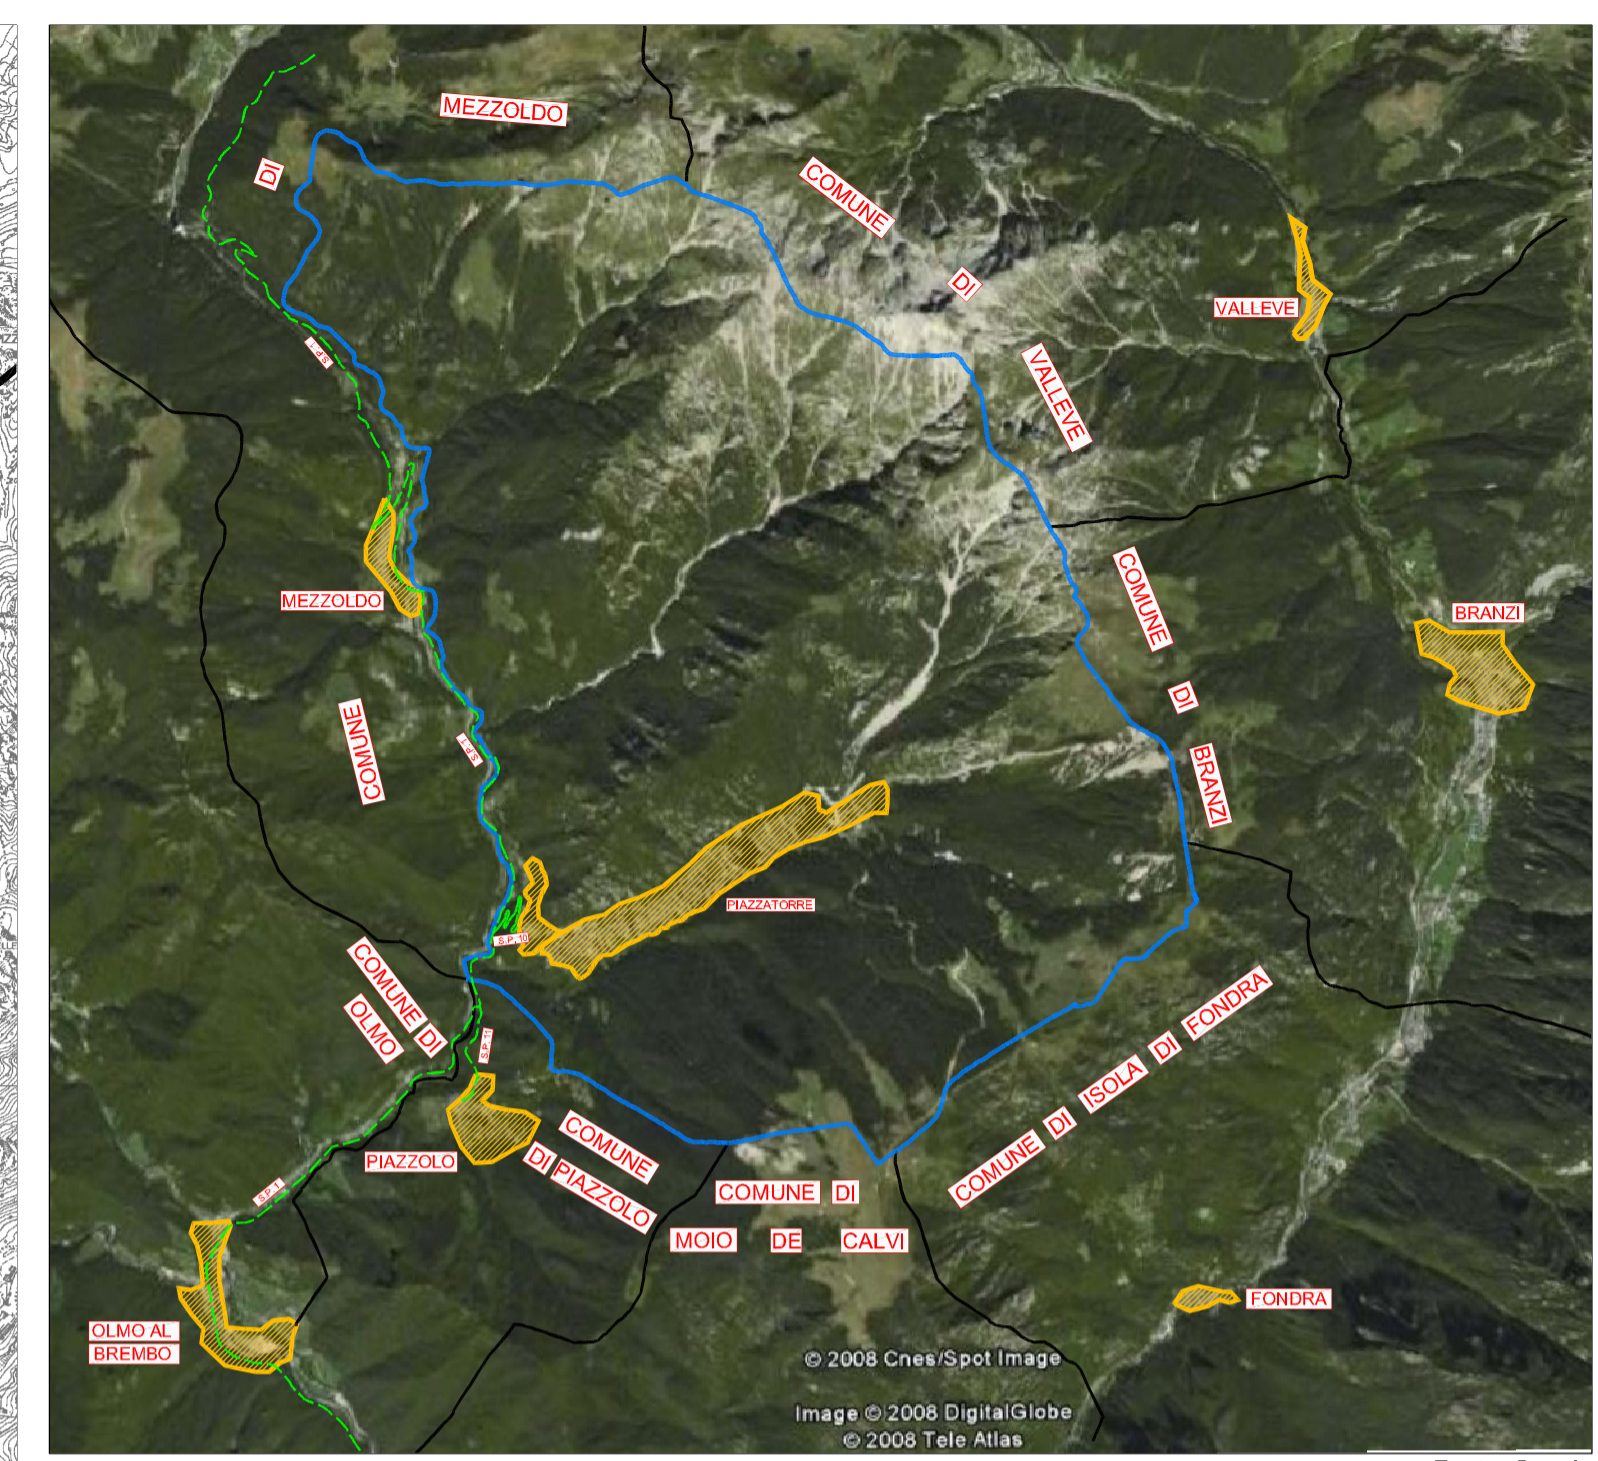 MEZZOLDO
DI
COMUNE
DI
VALLEVE
VALLEVE
S.P. 1
COMUNE
DI
BRANZI
BRANZI
MEZZOLDO
COMUNE
S.P. 1
PIAZZATORRE
S.P. 10
COMUNE DI
OLMO
S.P. 11
COMUNE DI ISOLA DI FONDRA
COMUNE
DI PIAZZOLO
PIAZZOLO
S.P. 1
COMUNE DI
MOIO DE CALVI
FONDRA
OLMO AL
BREMBO
© 2008 Cnes/Spot Image
Image © 2008 DigitalGlobe
© 2008 Tele Atlas